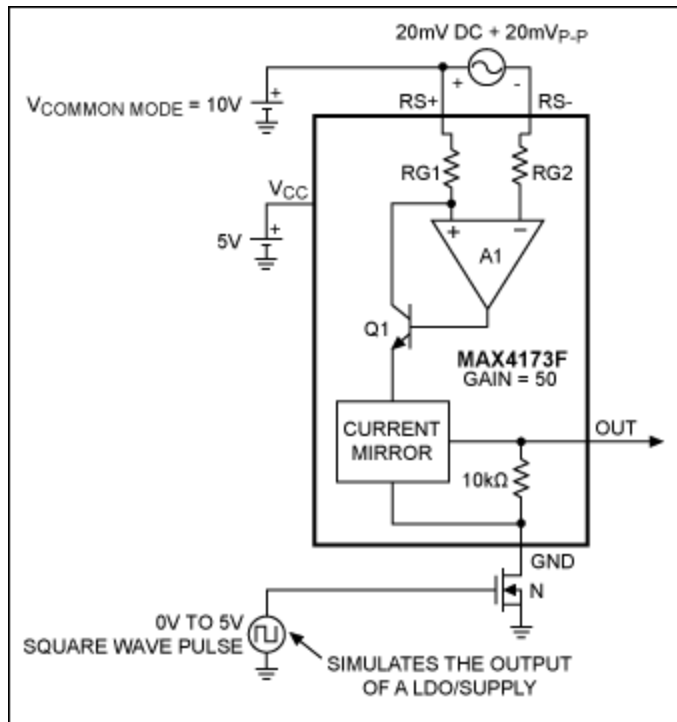 20mV DC + 20mVP-P
+
-
RS+
RS-
+
VCOMMON MODE = 10V
RG1
RG2
VCC
+
5V
+
−
A1
Q1
MAX4173F
GAIN = 50
CURRENT
MIRROR
OUT
10kΩ
GND
N
0V TO 5V
SQUARE WAVE PULSE
SIMULATES THE OUTPUT
OF A LDO/SUPPLY